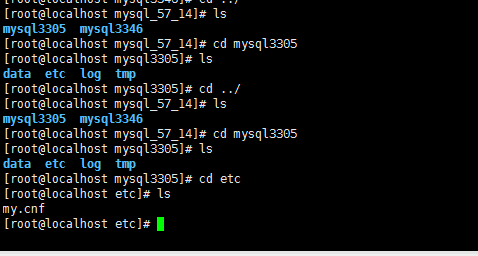 [root@localhost mysql3346]# cd ../
[root@localhost mysql_57_14]# ls
mysql3305  mysql3346
[root@localhost mysql_57_14]# cd mysql3305
[root@localhost mysql3305]# ls
data  etc  log  tmp
[root@localhost mysql3305]# cd ../
[root@localhost mysql_57_14]# ls
mysql3305  mysql3346
[root@localhost mysql_57_14]# cd mysql3305
[root@localhost mysql3305]# ls
data  etc  log  tmp
[root@localhost mysql3305]# cd etc
[root@localhost etc]# ls
my.cnf
[root@localhost etc]#